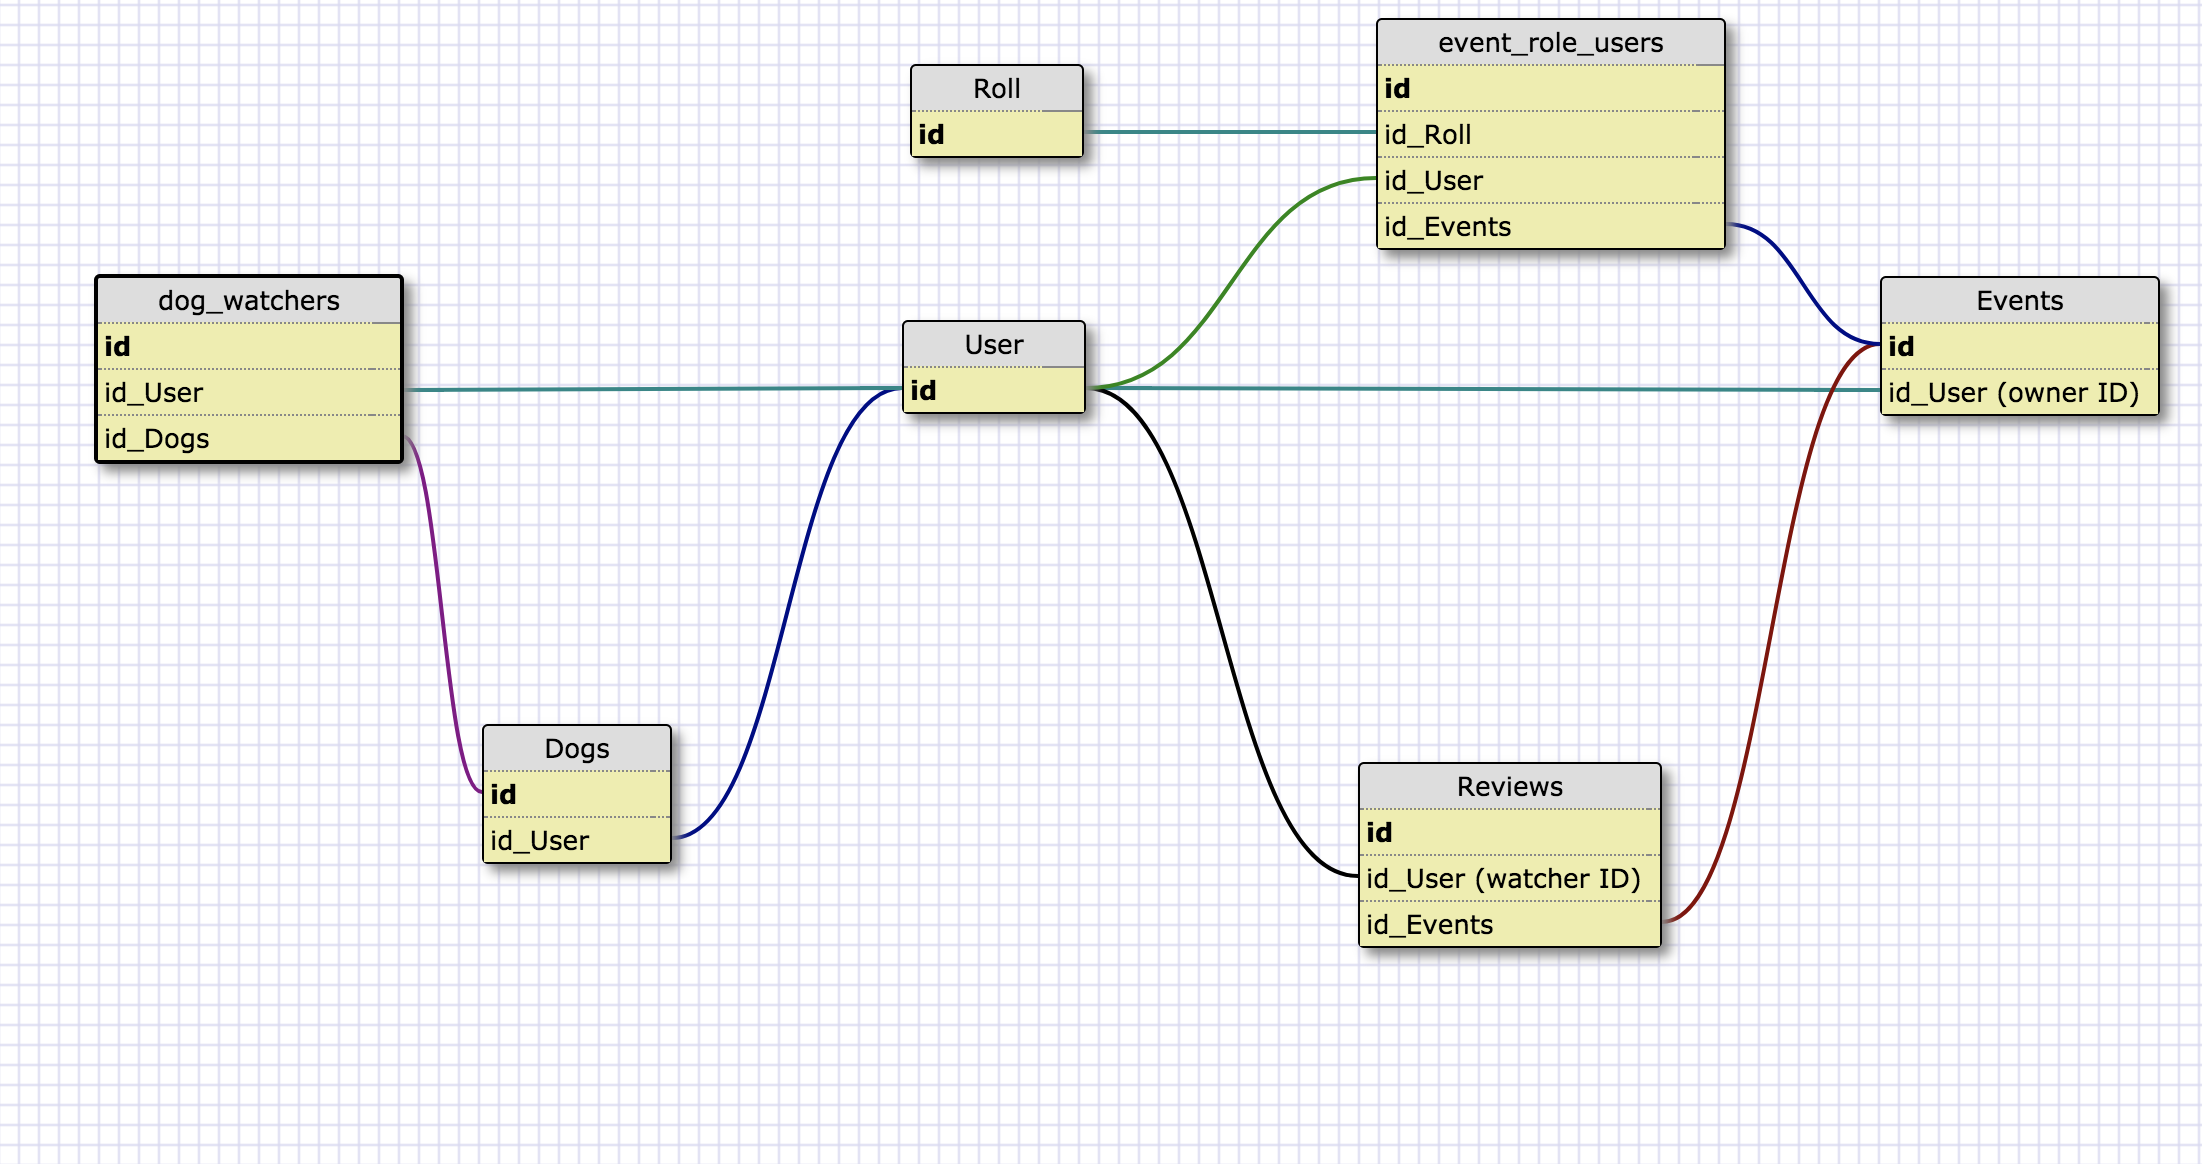 event_role_users
id
id_Roll
id_User
id_Events
Roll
id
dog_watchers
id
id_User
id_Dogs
User
id
Events
id
id_User (owner ID)
Dogs
id
id_User
Reviews
id
id_User (watcher ID)
id_Events